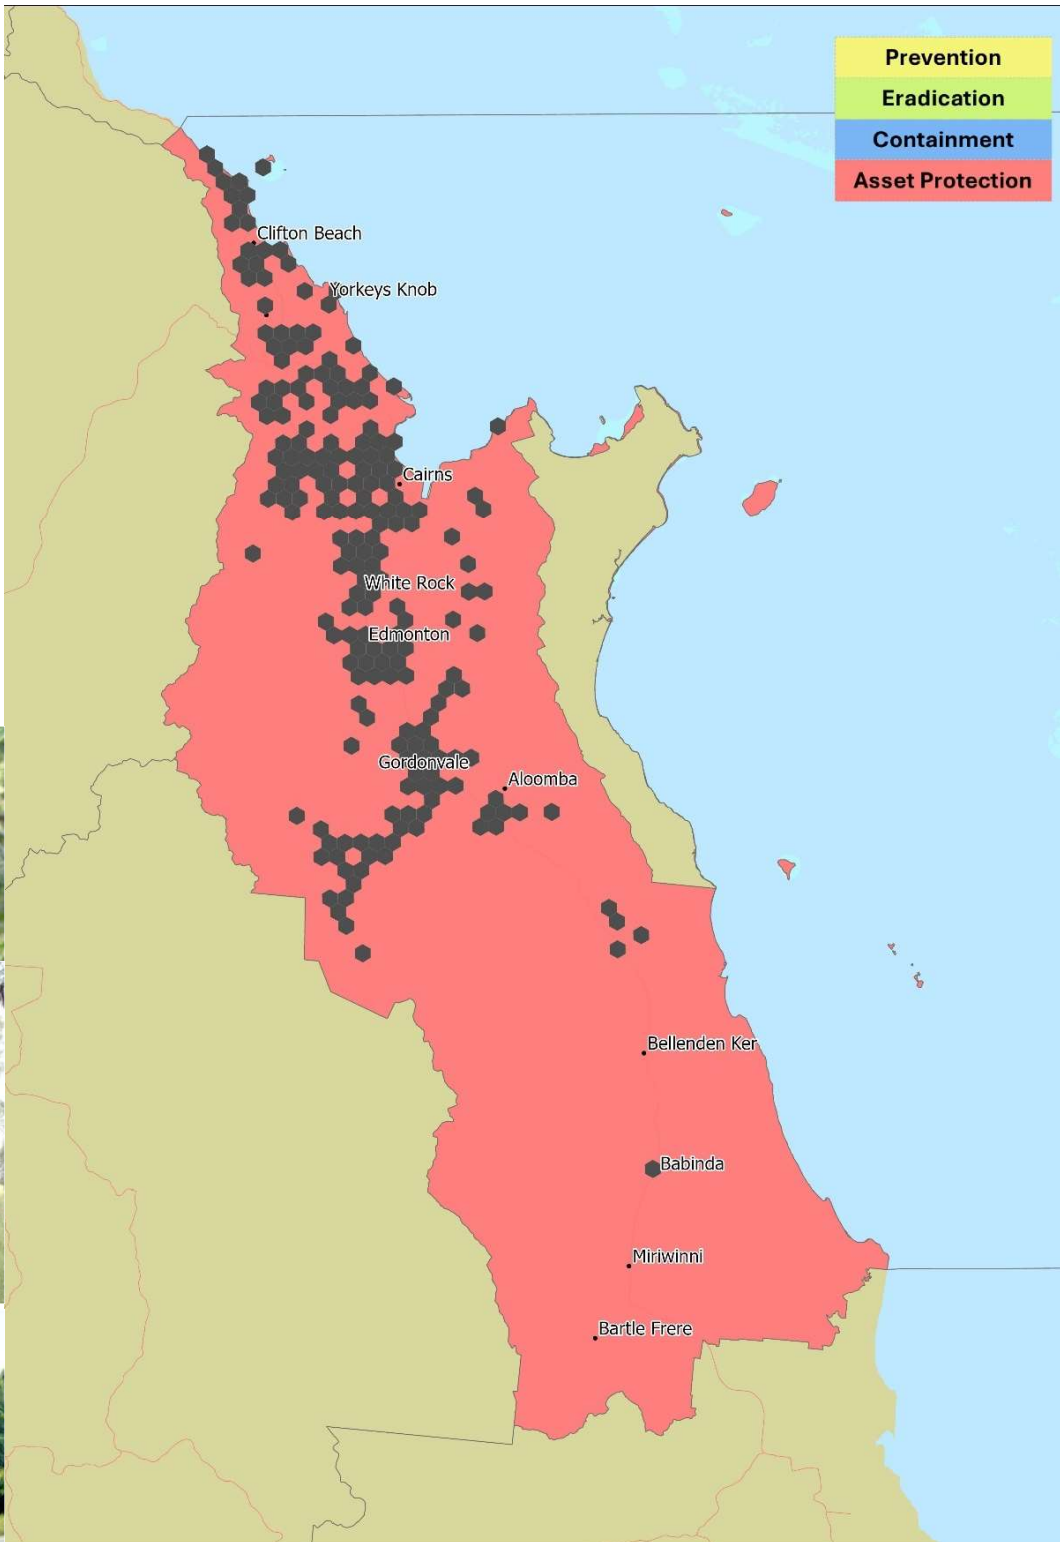 Prevention
Eradication
Containment
Asset Protection
Clifton Beach
Yorkeys Knob
Cairns
White Rock
Edmonton
Gordonvale
Aloomba
Bellenden Ker
Babinda
Miriwinni
Bartle Frere